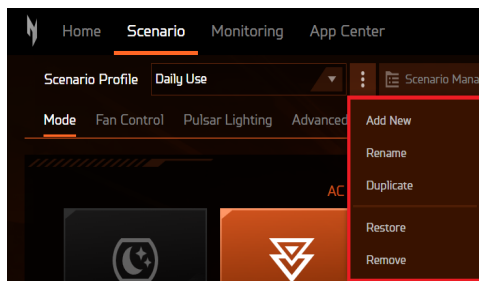 Home Scenario Monitoring App Center
Scenario Profile Daily Use Scenario Mana
Mode Fan Control Pulsar Lighting Advanced
Add New
Rename
Duplicate
AC
Restore
Remove